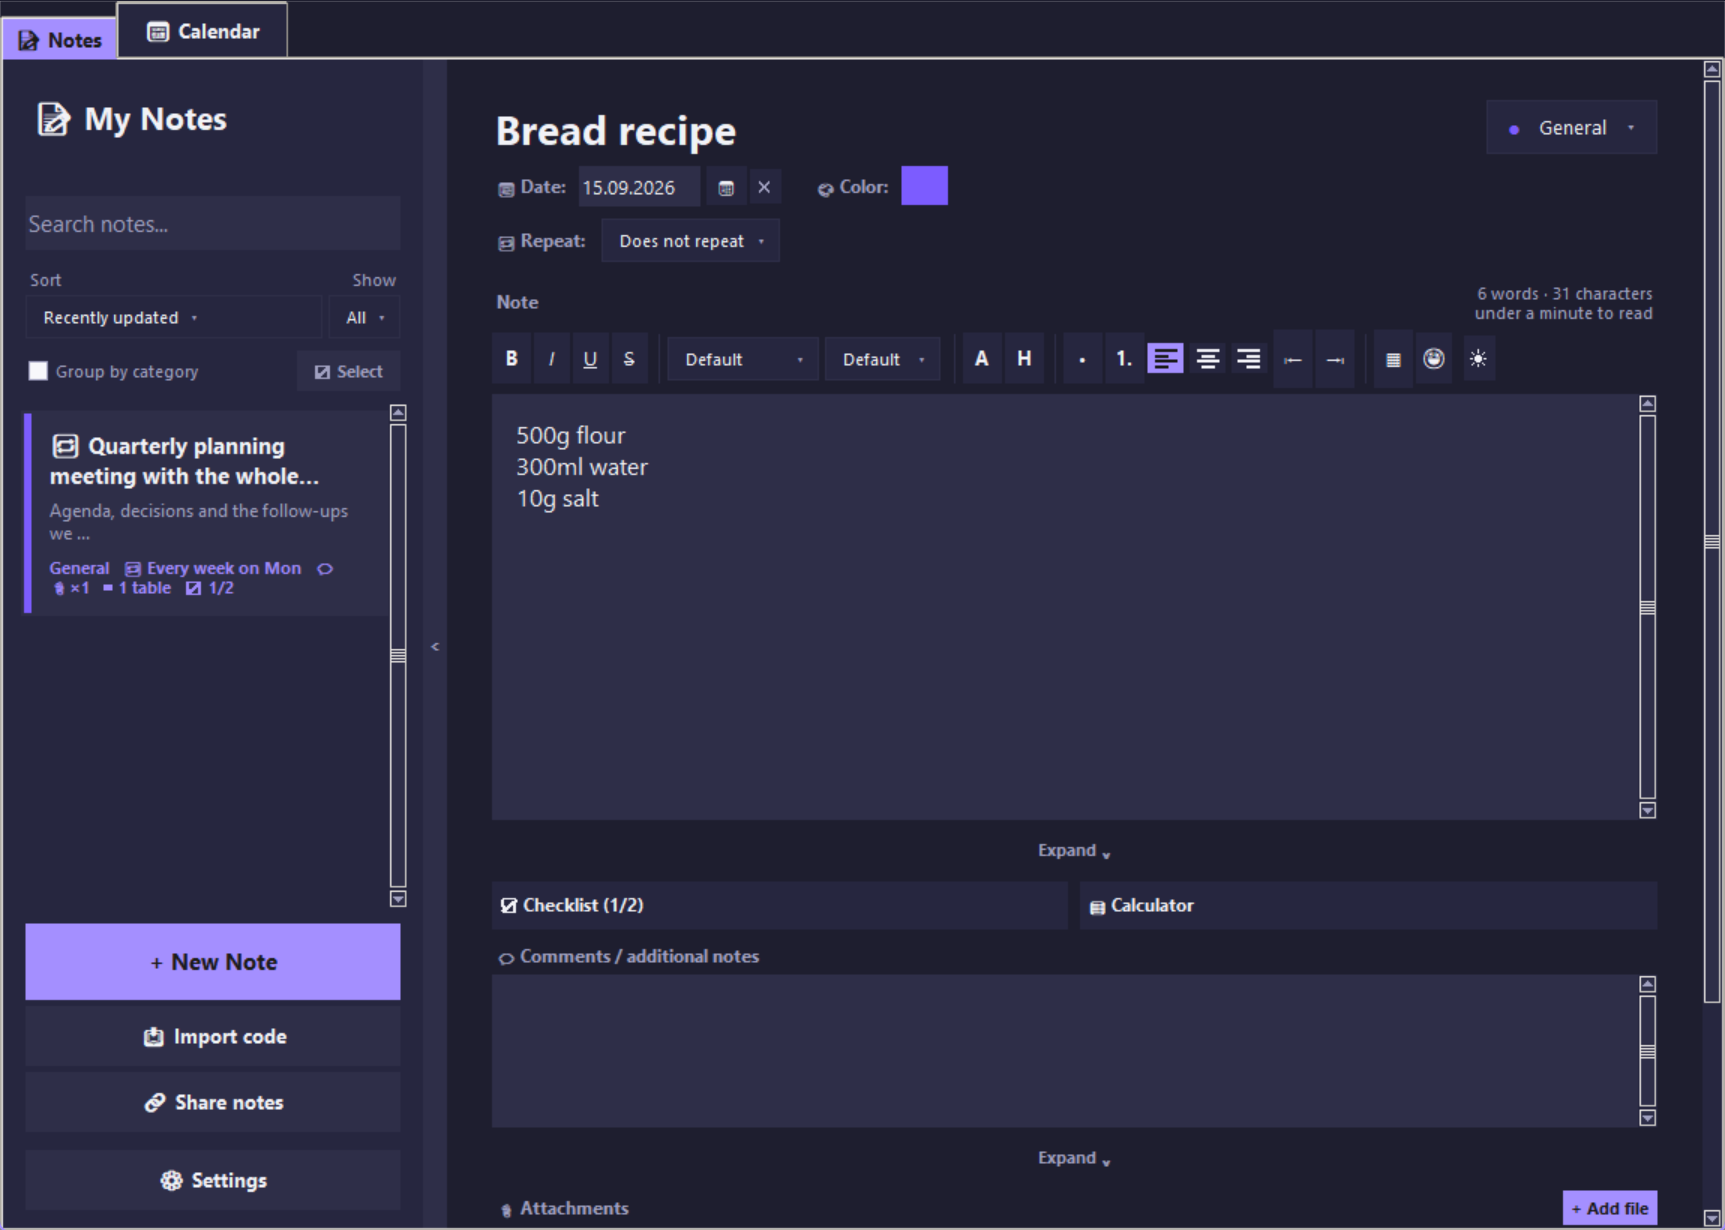 Notes
Calendar
My Notes
Search notes...
Sort
Show
Recently updated
All
Group by category
Select
Quarterly planning
meeting with the whole...
Agenda, decisions and the follow-ups
we ...
General Every week on Mon
×1 1 table 1/2
+ New Note
Import code
Share notes
Settings
<
Bread recipe
General
Date: 15.09.2026
Color:
Repeat: Does not repeat
Note
6 words · 31 characters
under a minute to read
B I U S Default Default A H • 1.
500g flour
300ml water
10g salt
Expand
Checklist (1/2)
Calculator
Comments / additional notes
Expand
Attachments
+ Add file